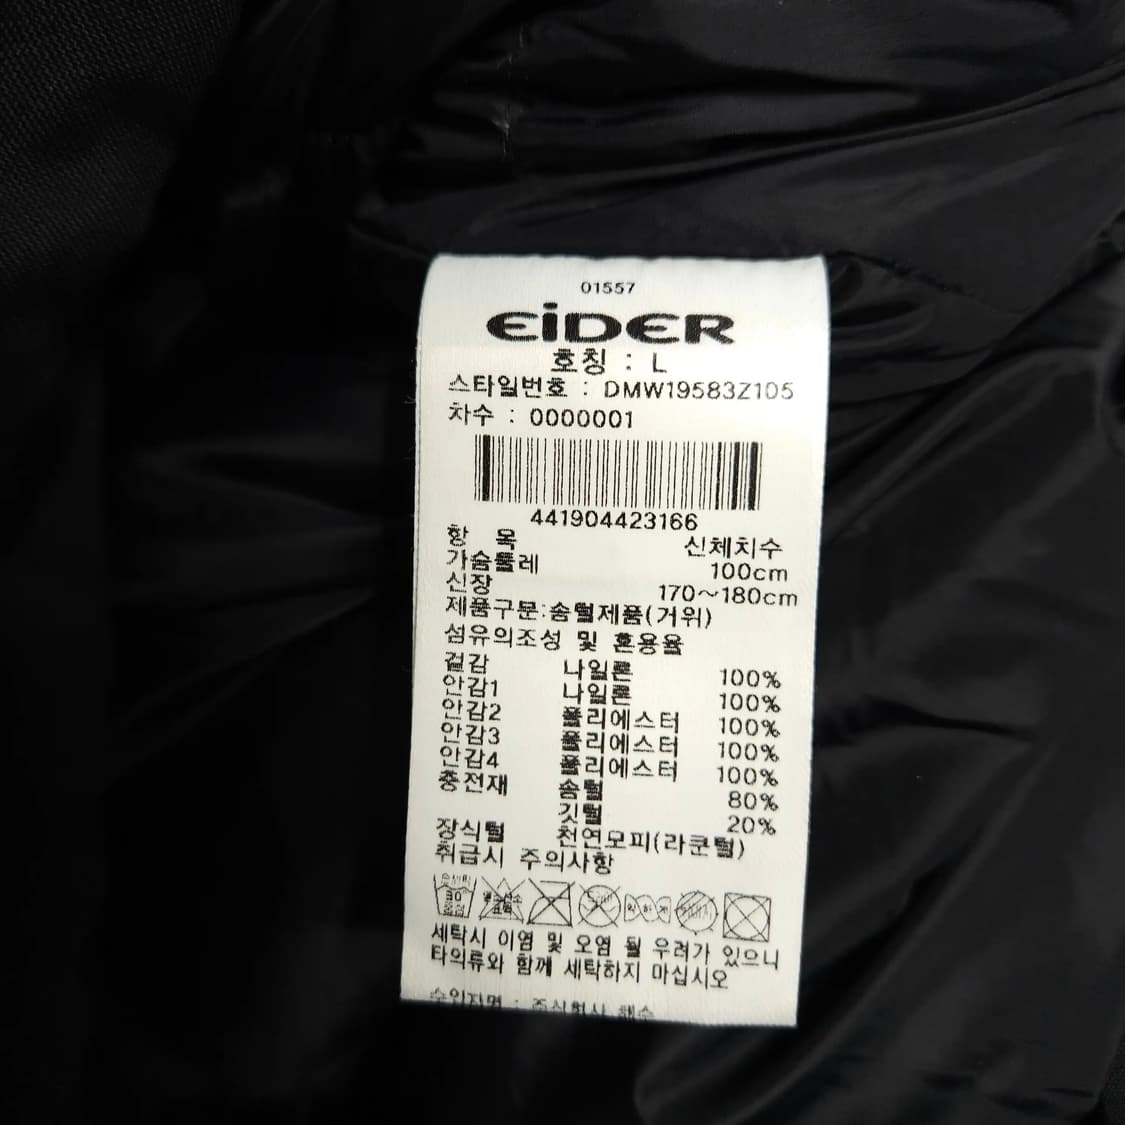 01557
EiDER
호칭 : L
스타일번호 : DMW19583Z105
차수 : 0000001
441904423166
항 목 신체치수
가슴둘레 100cm
신장 170~180cm
제품구분:솜털제품(거위)
섬유의조성 및 혼용율
겉감 나일론 100%
안감1 나일론 100%
안감2 폴리에스터 100%
안감3 폴리에스터 100%
안감4 폴리에스터 100%
충전재 솜털 80%
깃털 20%
장식털 천연모피(라쿤털)
취급시 주의사항
30°
세탁시 이염 및 오염 될 우려가 있으니
타의류와 함께 세탁하지 마십시오